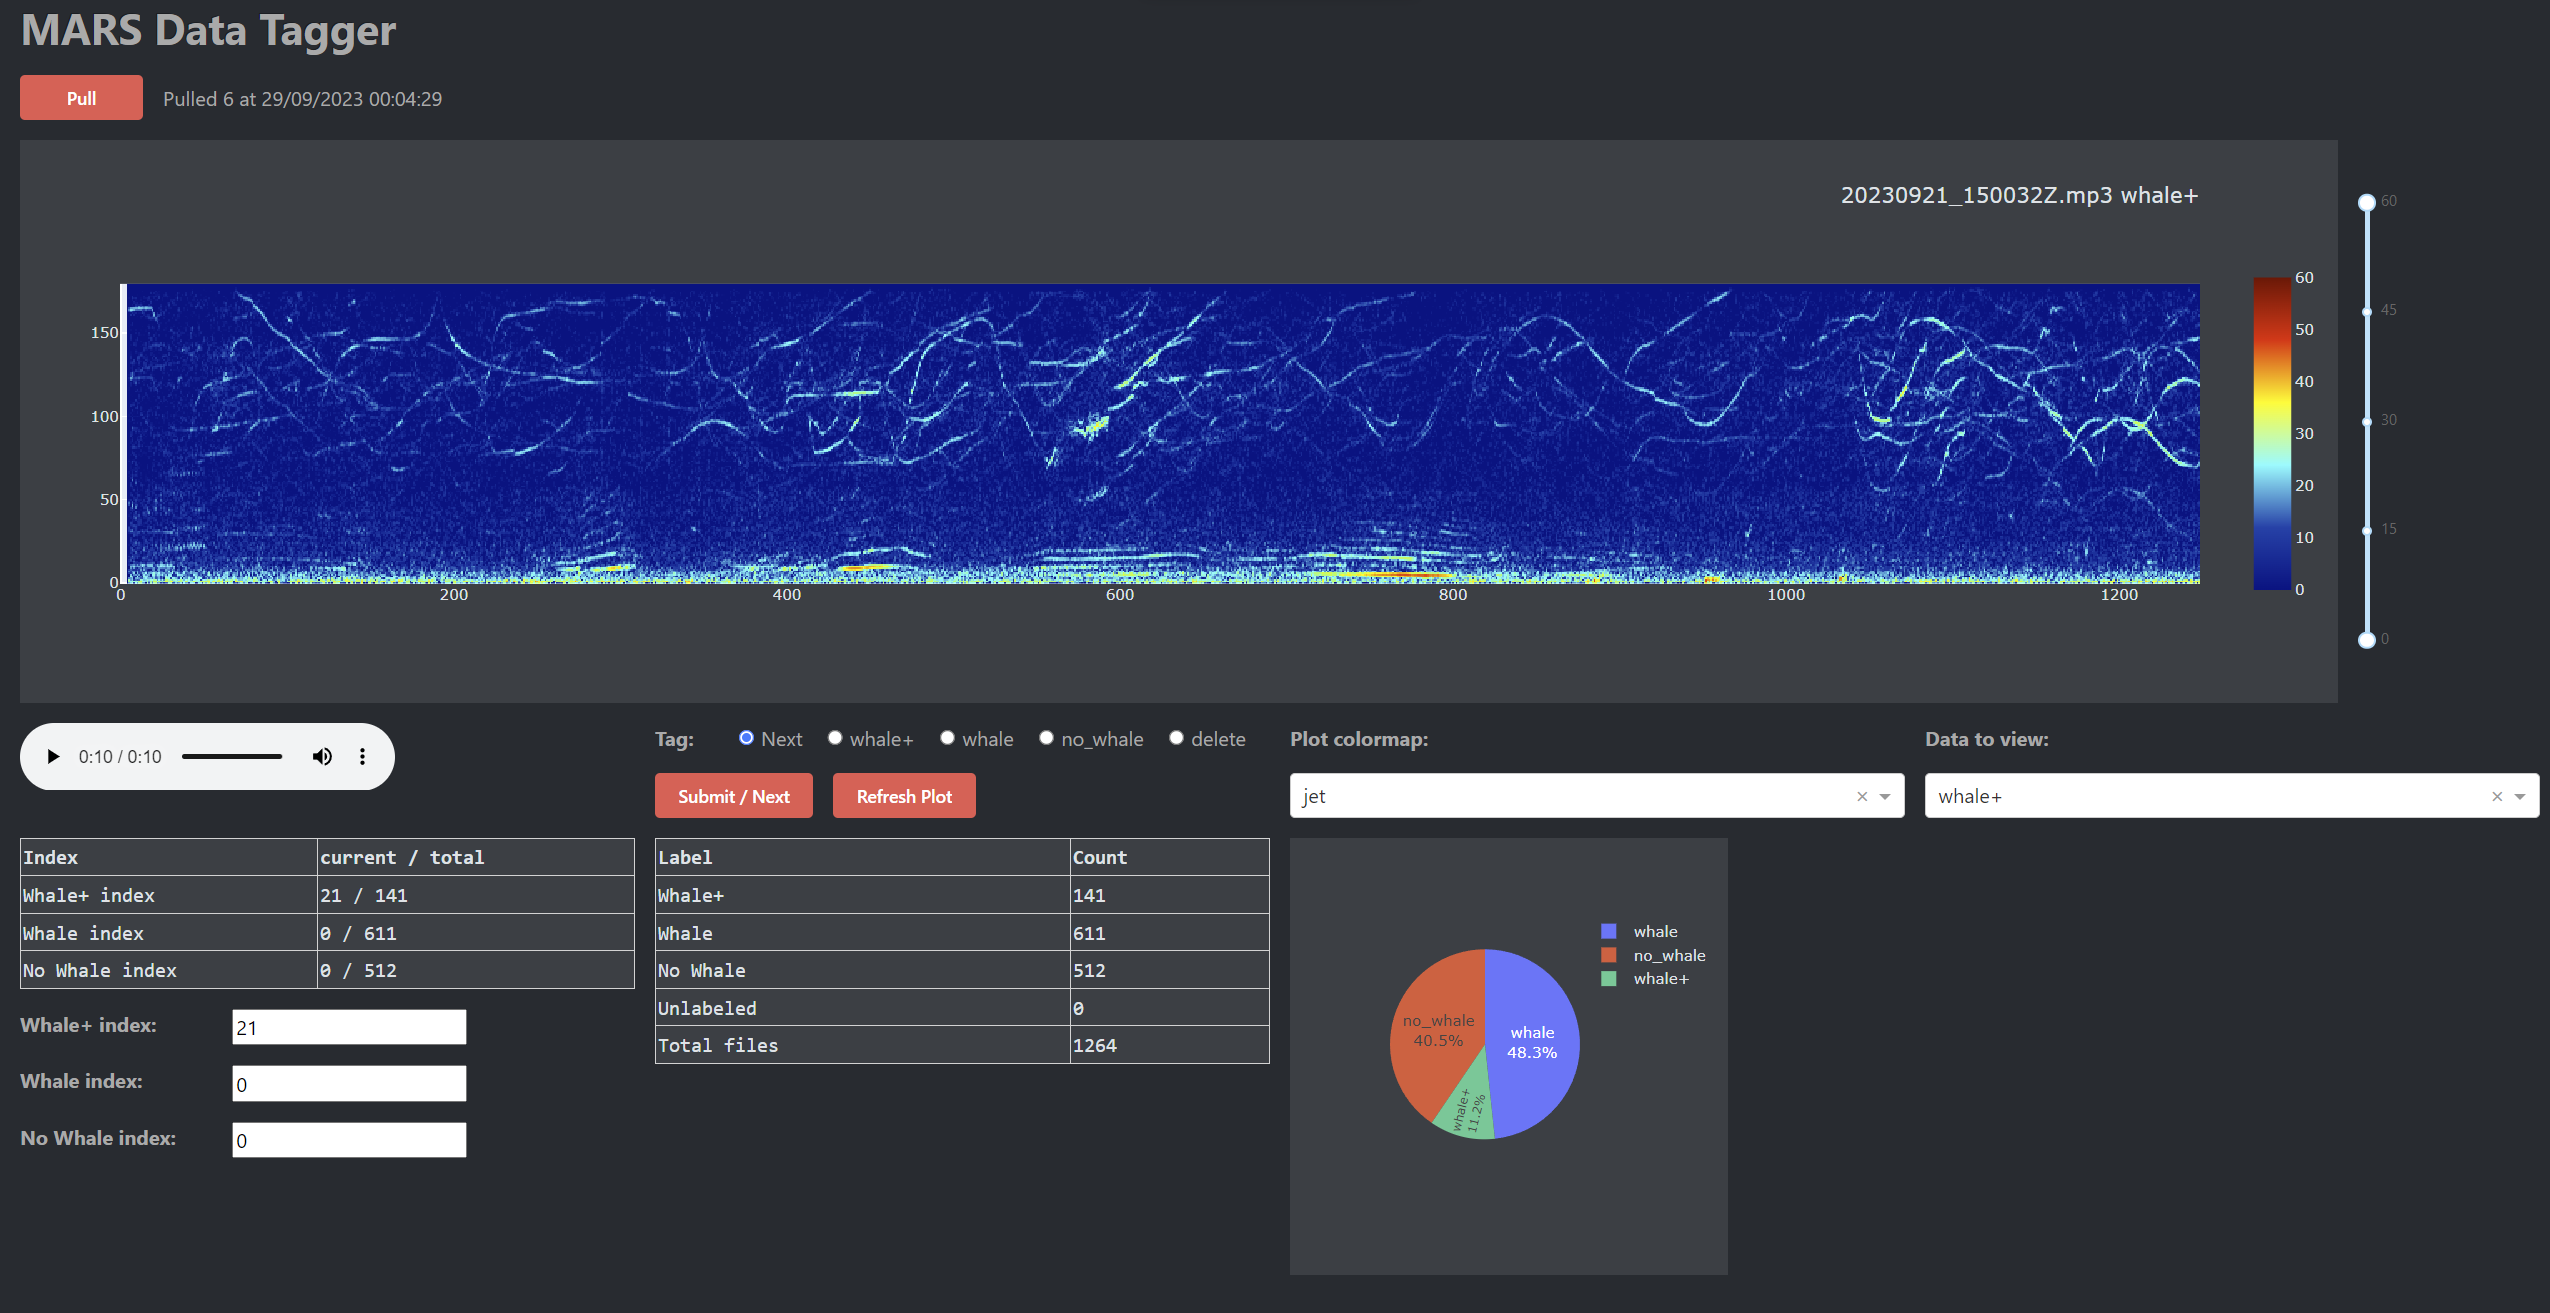 MARS Data Tagger
Pull
Pulled 6 at 29/09/2023 00:04:29
20230921_150032Z.mp3 whale+
150
100
50
0
0 200 400 600 800 1000 1200
60
50
40
30
20
10
0
60
45
30
15
0
0:10 / 0:10
Tag: Next whale+ whale no_whale delete
Submit / Next Refresh Plot
Plot colormap:
jet
Data to view:
whale+
Index current / total
Whale+ index 21 / 141
Whale index 0 / 611
No Whale index 0 / 512
Whale+ index: 21
Whale index: 0
No Whale index: 0
Label Count
Whale+ 141
Whale 611
No Whale 512
Unlabeled 0
Total files 1264
whale
no_whale
whale+
no_whale
40.5%
whale
48.3%
whale+
11.2%